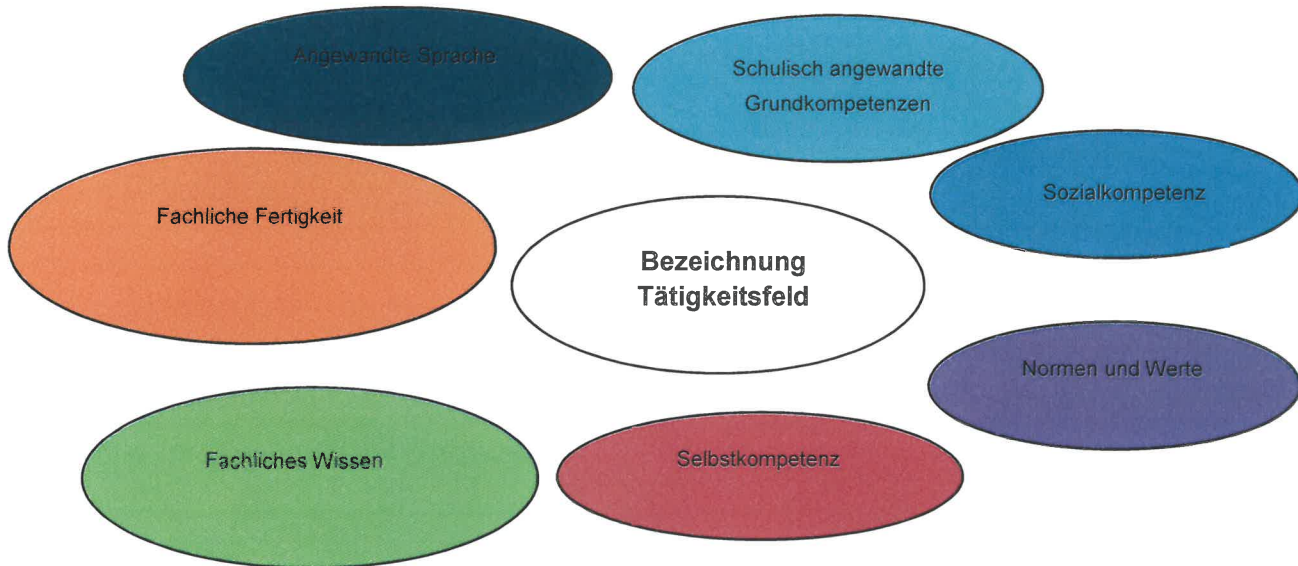 Angewandte Sprache
Schulisch angewandte
Grundkompetenzen
Sozialkompetenz
Fachliche Fertigkeit
Bezeichnung
Tätigkeitsfeld
Normen und Werte
Fachliches Wissen
Selbstkompetenz